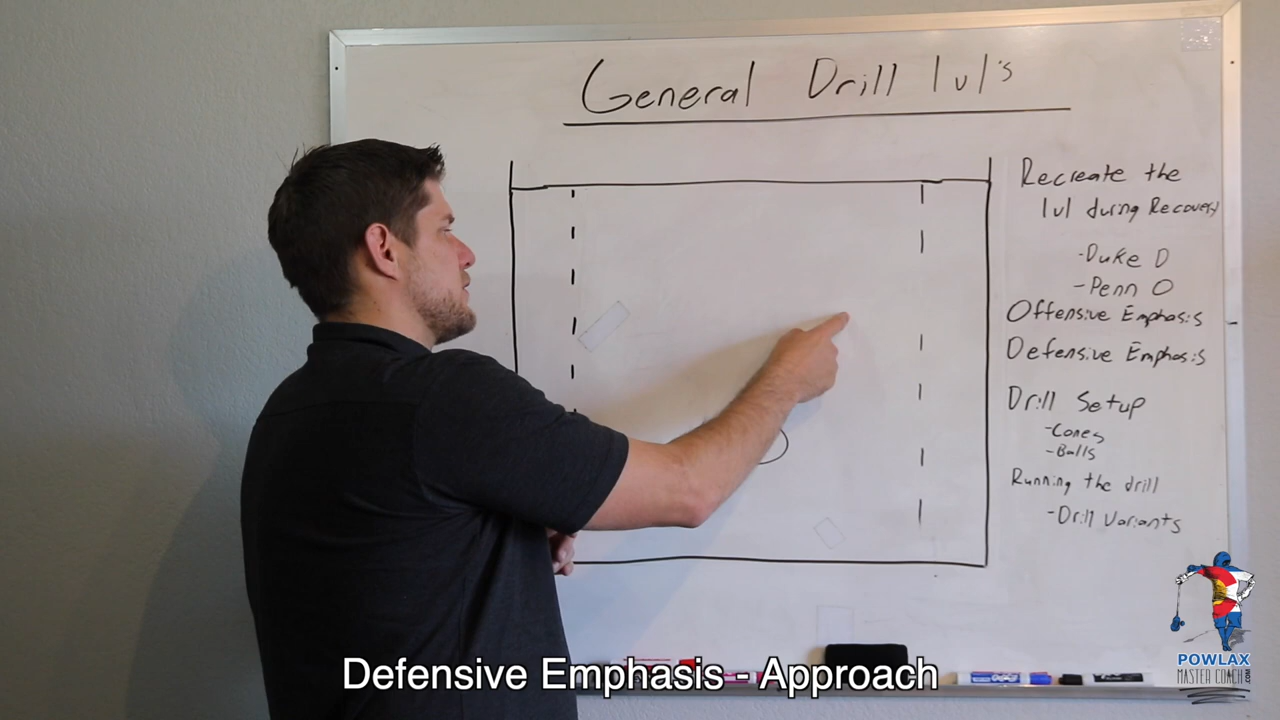 General Drill 1v1's
Recreate the
1v1 during Recovery
-Duke D
-Penn O
Offensive Emphasis
Defensive Emphasis
Drill Setup
-Cones
-Balls
Running the drill
-Drill Variants
Defensive Emphasis - Approach
POWLAX
MASTER COACH.COM